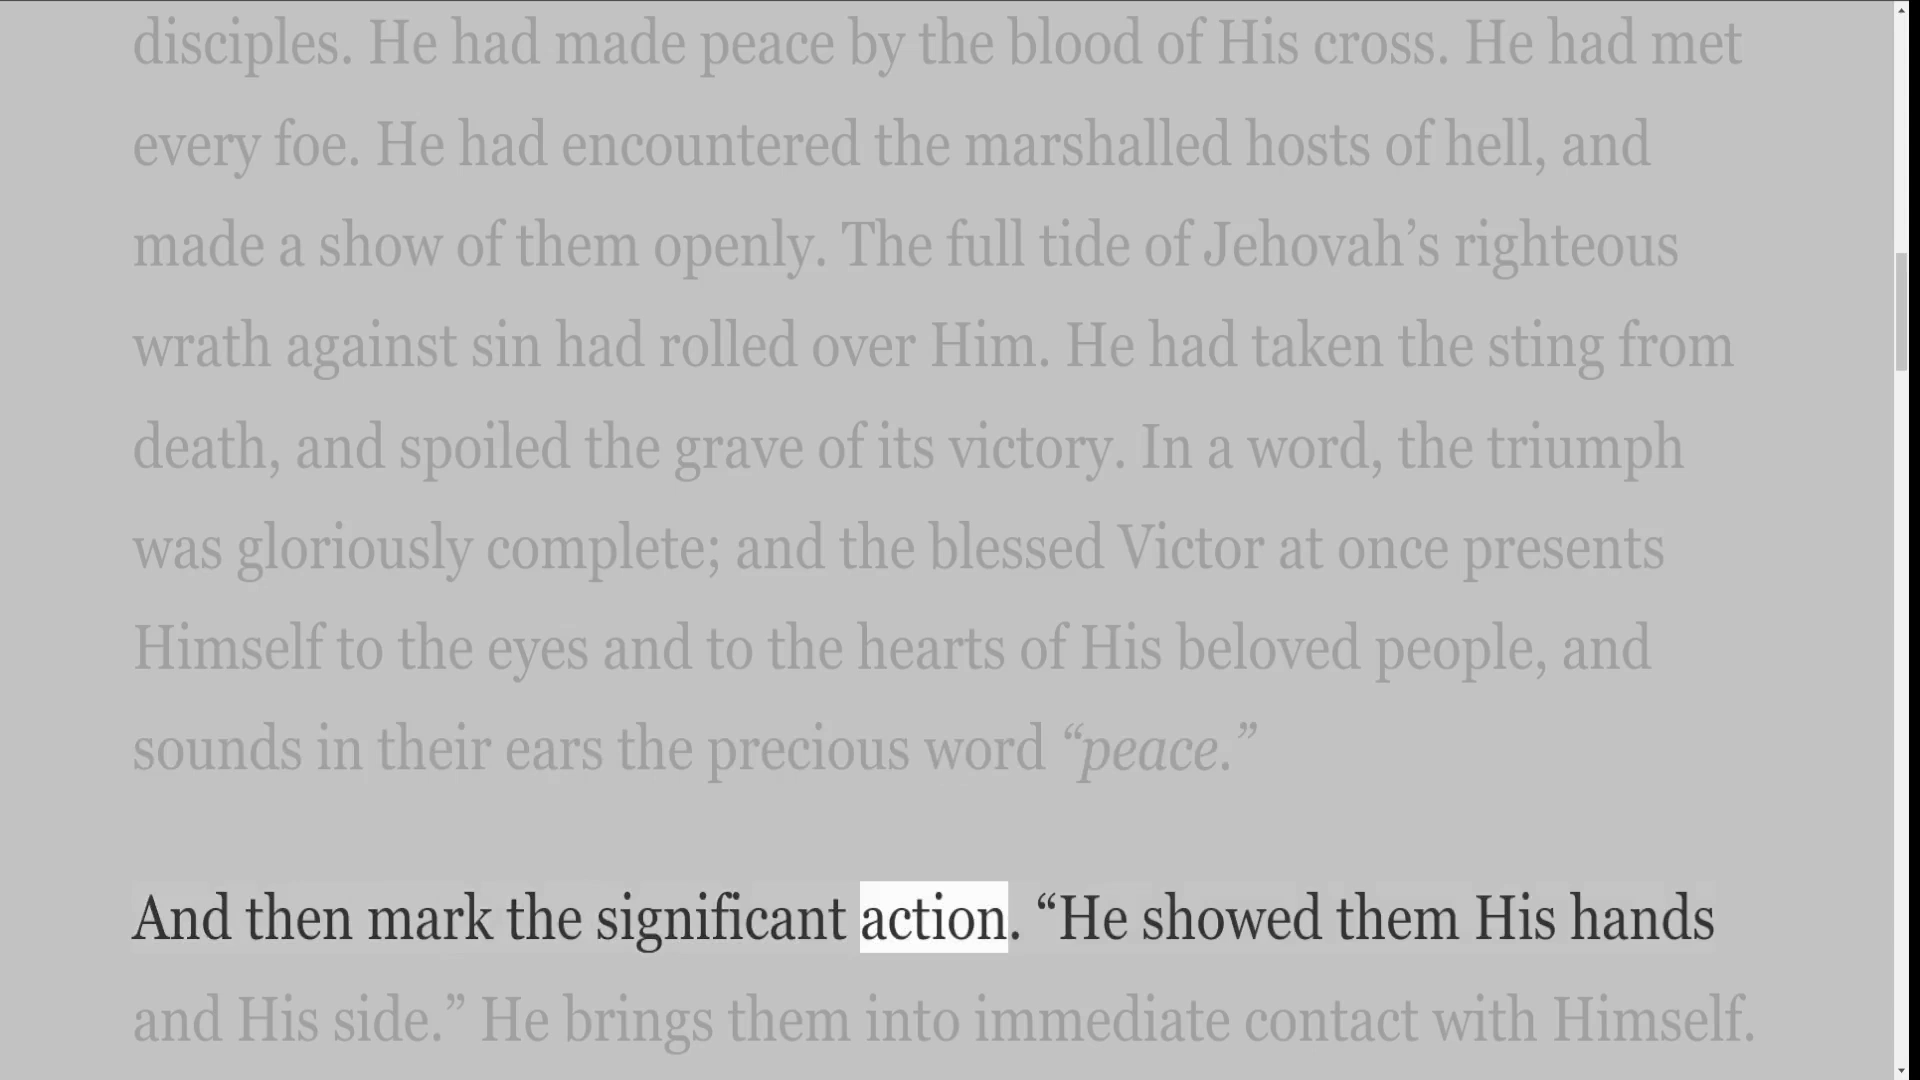 disciples. He had made peace by the blood of His cross. He had met
every foe. He had encountered the marshalled hosts of hell, and
made a show of them openly. The full tide of Jehovah’s righteous
wrath against sin had rolled over Him. He had taken the sting from
death, and spoiled the grave of its victory. In a word, the triumph
was gloriously complete; and the blessed Victor at once presents
Himself to the eyes and to the hearts of His beloved people, and
sounds in their ears the precious word “peace.”
And then mark the significant action. “He showed them His hands
and His side.” He brings them into immediate contact with Himself.